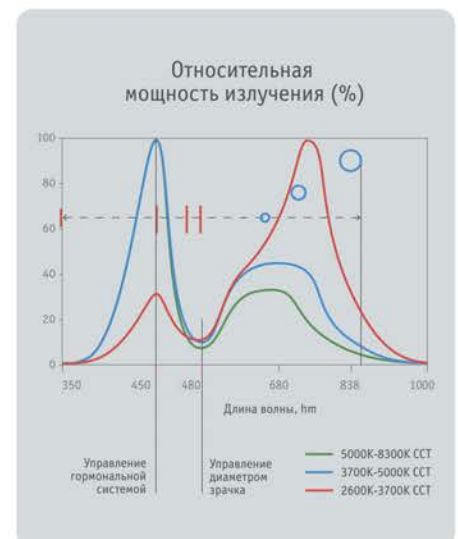 Относительная
мощность излучения (%)
100
80
60
40
20
0
350 450 480 680 838 1000
Длина волны, hm
Управление
гормональной
системой
Управление
диаметром
зрачка
5000K-8300K CCT
3700K-5000K CCT
2600K-3700K CCT